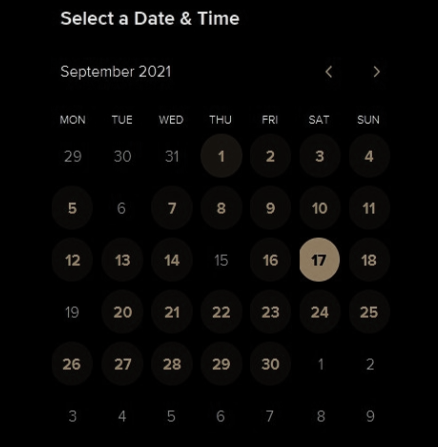 Select a Date & Time
September 2021
MON TUE WED THU FRI SAT SUN
29 30 31 1 2 3 4
5 6 7 8 9 10 11
12 13 14 15 16 17 18
19 20 21 22 23 24 25
26 27 28 29 30 1 2
3 4 5 6 7 8 9